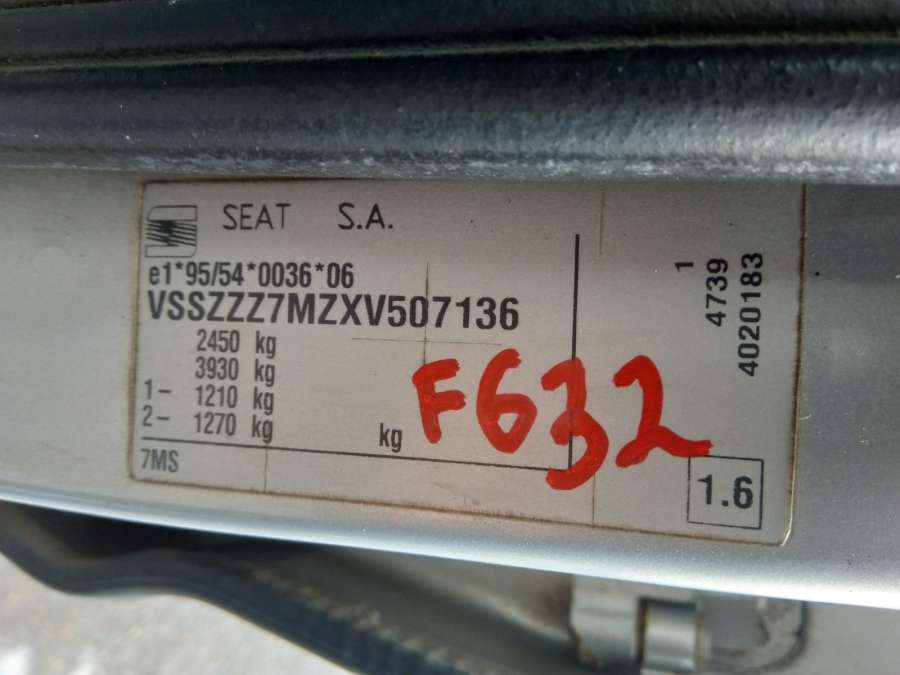 SEAT S.A.
e1*95/54*0036*06
VSSZZZ7MZXV507136
2450 kg
3930 kg
1- 1210 kg
2- 1270 kg
kg
7MS
F632
1
4739
4020183
1.6